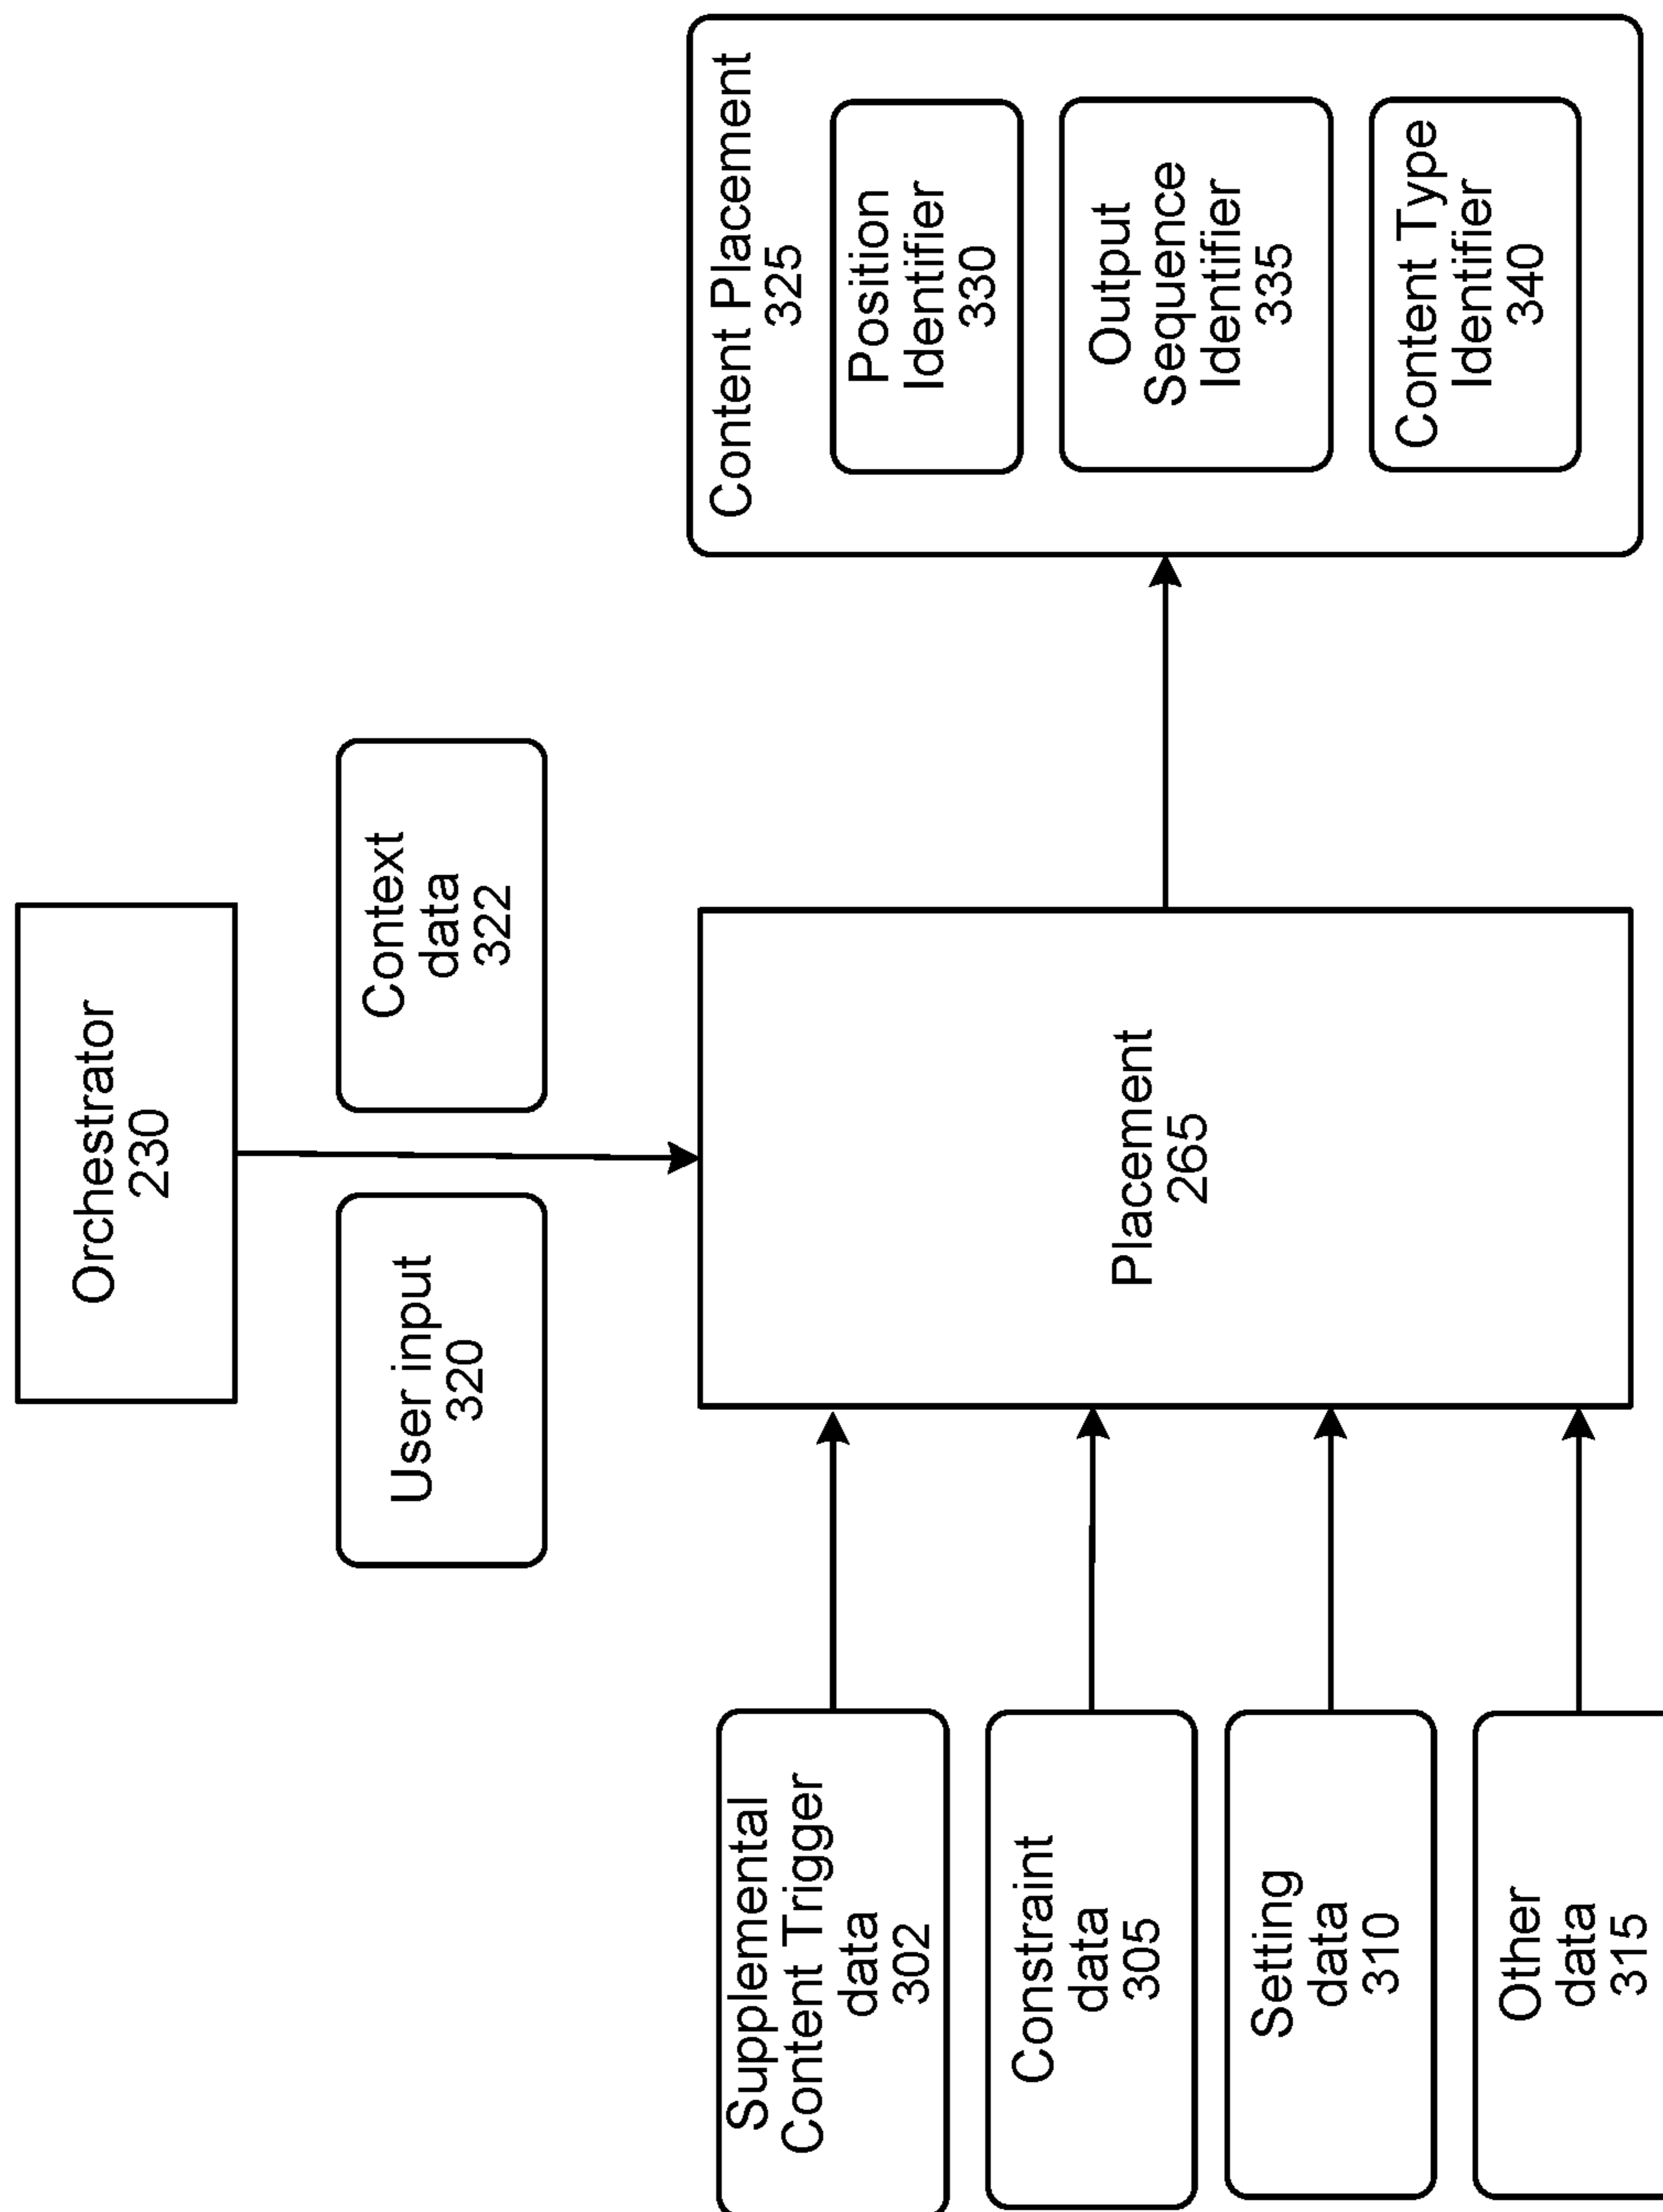 Orchestrator
230
User input
320
Context
data
322
Supplemental
Content Trigger
data
302
Constraint
data
305
Setting
data
310
Other
data
315
Placement
265
Content Placement
325
Position
Identifier
330
Output
Sequence
Identifier
335
Content Type
Identifier
340